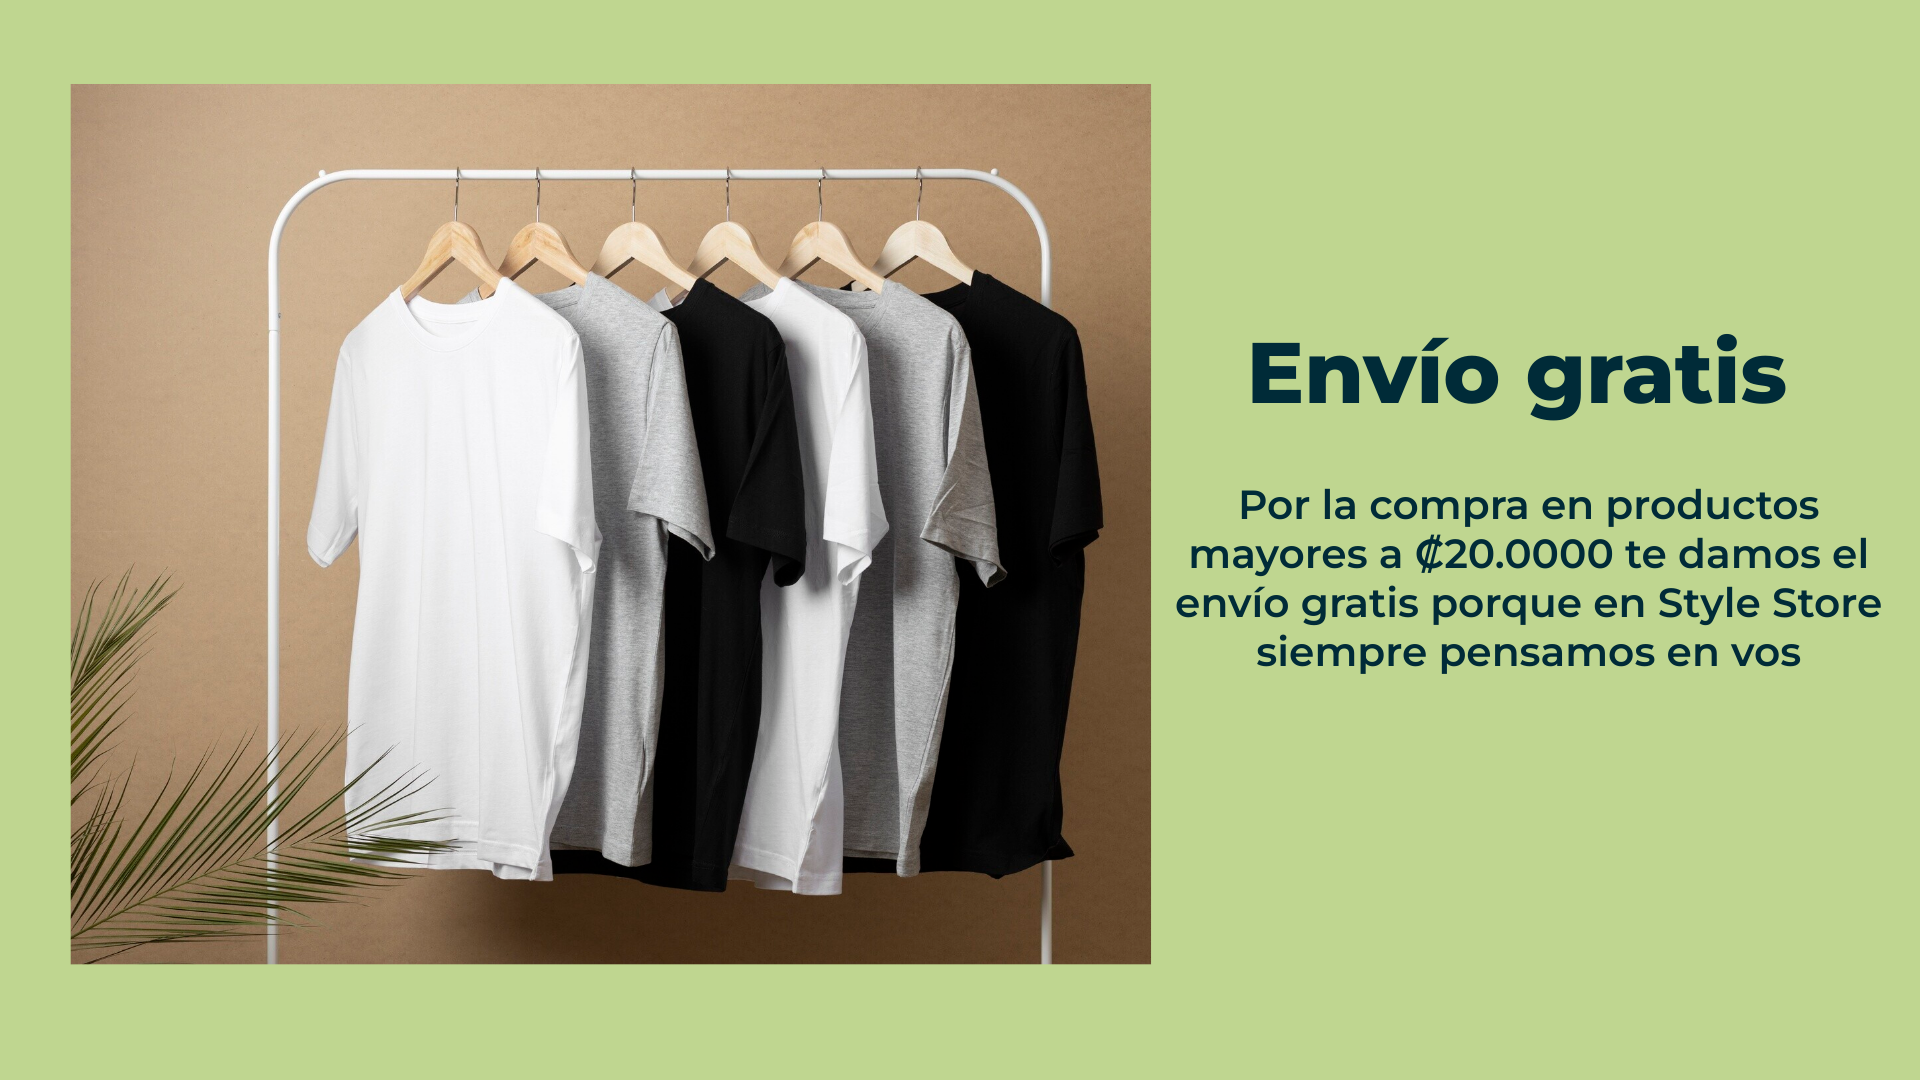 Envío gratis
Por la compra en productos
mayores a ₡20.0000 te damos el
envío gratis porque en Style Store
siempre pensamos en vos